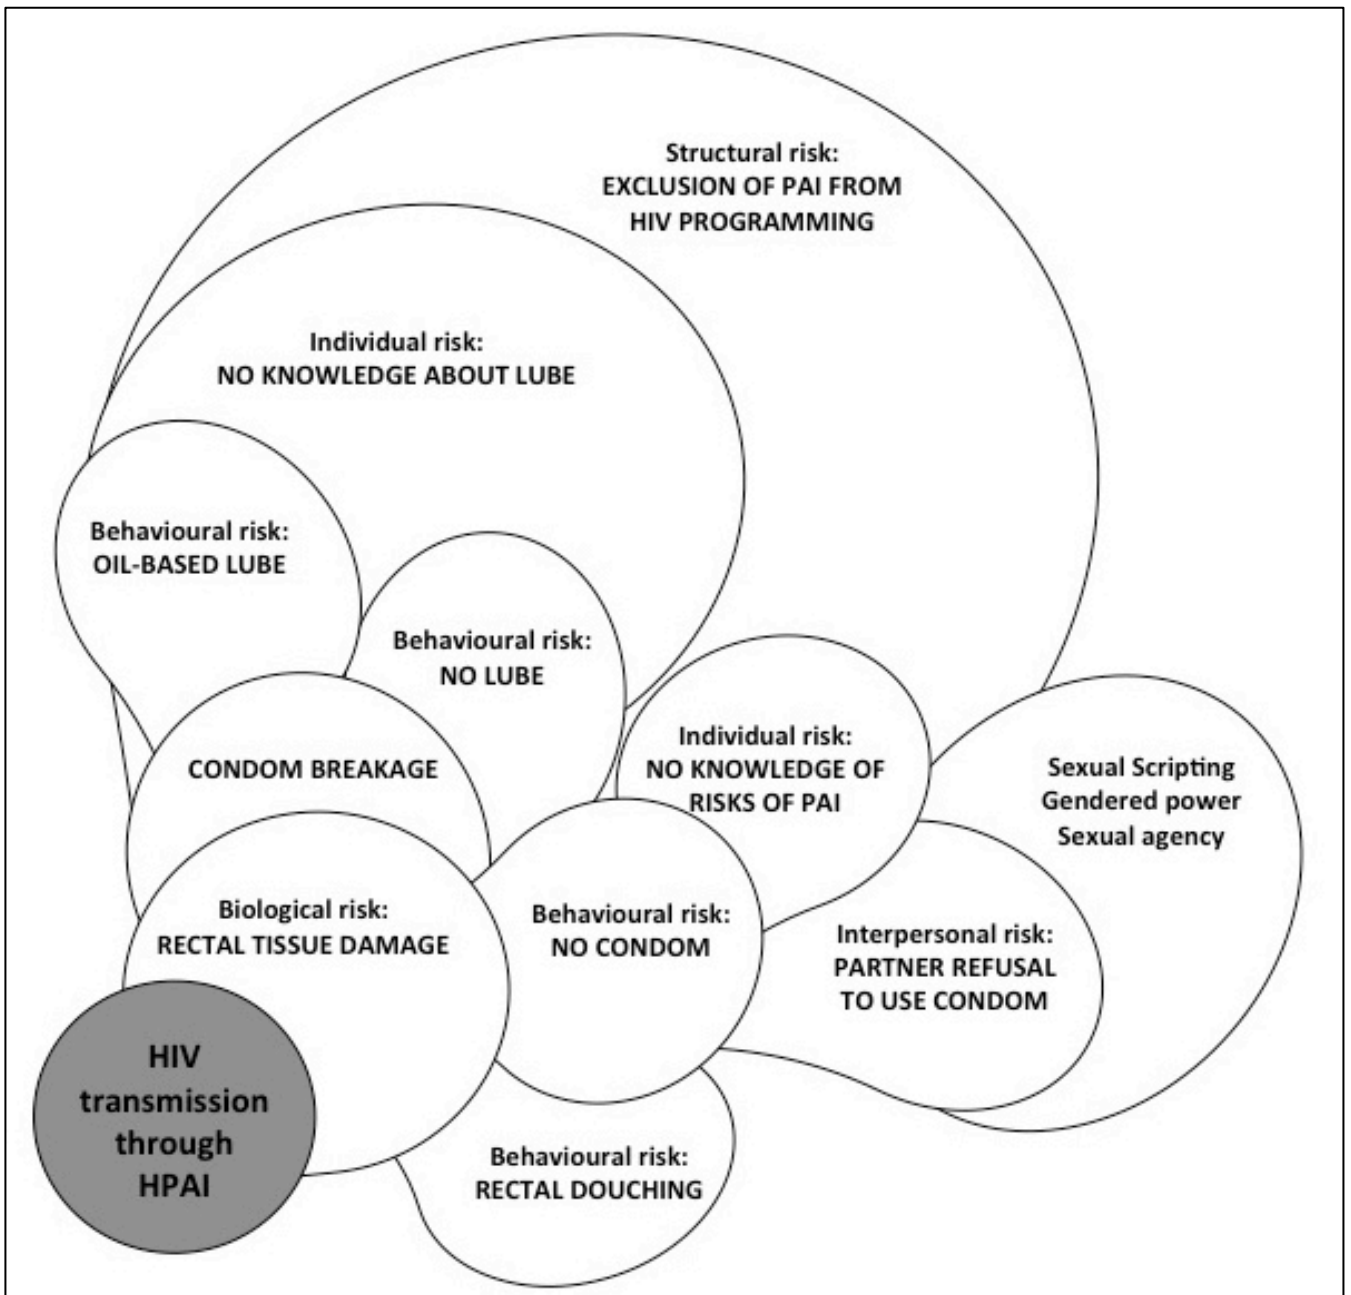 Structural risk:
EXCLUSION OF PAI FROM
HIV PROGRAMMING
Individual risk:
NO KNOWLEDGE ABOUT LUBE
Behavioural risk:
OIL-BASED LUBE
Behavioural risk:
NO LUBE
CONDOM BREAKAGE
Individual risk:
NO KNOWLEDGE OF
RISKS OF PAI
Sexual Scripting
Gendered power
Sexual agency
Biological risk:
RECTAL TISSUE DAMAGE
Behavioural risk:
NO CONDOM
Interpersonal risk:
PARTNER REFUSAL
TO USE CONDOM
HIV
transmission
through
HPAI
Behavioural risk:
RECTAL DOUCHING